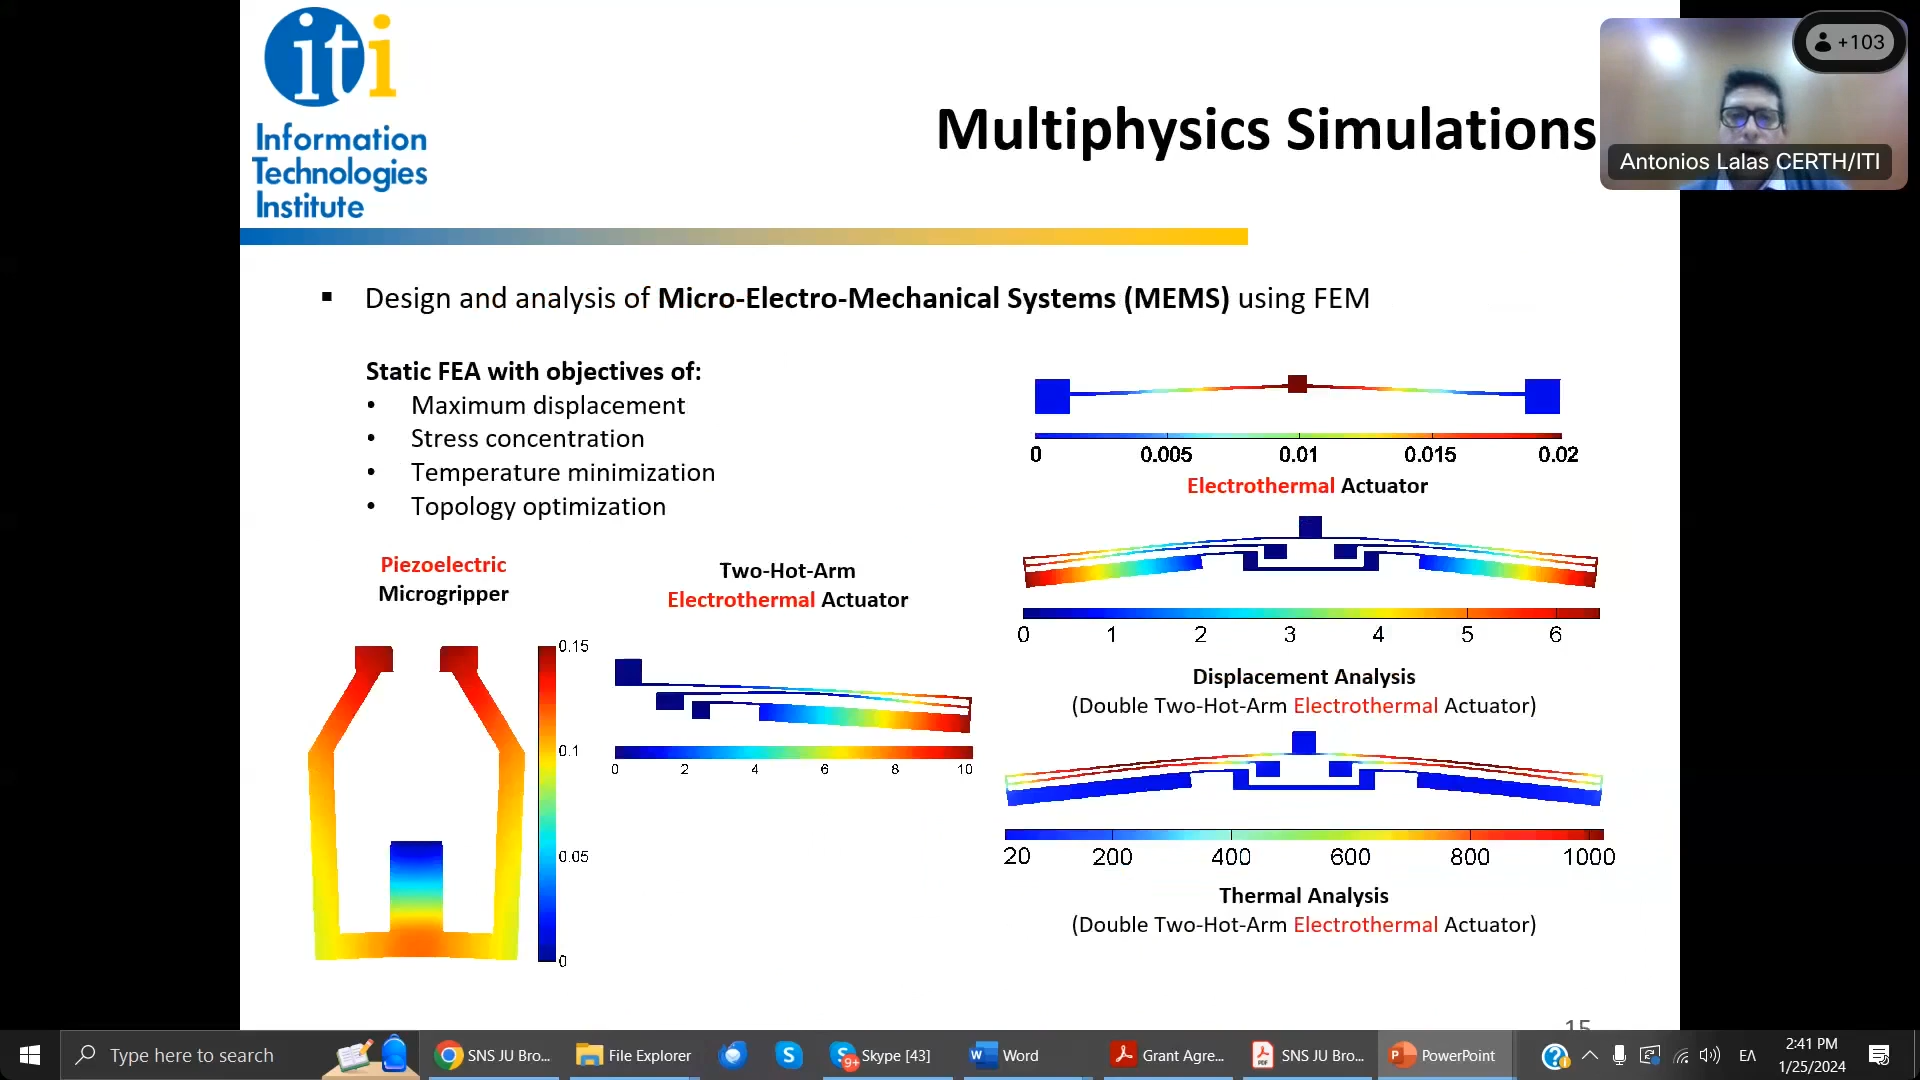 iti
Information
Technologies
Institute
Multiphysics Simulations
+103
Antonios Lalas CERTH/ITI
Design and analysis of Micro-Electro-Mechanical Systems (MEMS) using FEM
Static FEA with objectives of:
• Maximum displacement
• Stress concentration
• Temperature minimization
• Topology optimization
Piezoelectric
Microgripper
0.15
0.1
0.05
0
Two-Hot-Arm
Electrothermal Actuator
0 2 4 6 8 10
0 0.005 0.01 0.015 0.02
Electrothermal Actuator
0 1 2 3 4 5 6
Displacement Analysis
(Double Two-Hot-Arm Electrothermal Actuator)
20 200 400 600 800 1000
Thermal Analysis
(Double Two-Hot-Arm Electrothermal Actuator)
15
Type here to search
SNS JU Bro...
File Explorer
Skype [43]
Word
Grant Agre...
SNS JU Bro...
PowerPoint
ΕΛ
2:41 PM
1/25/2024